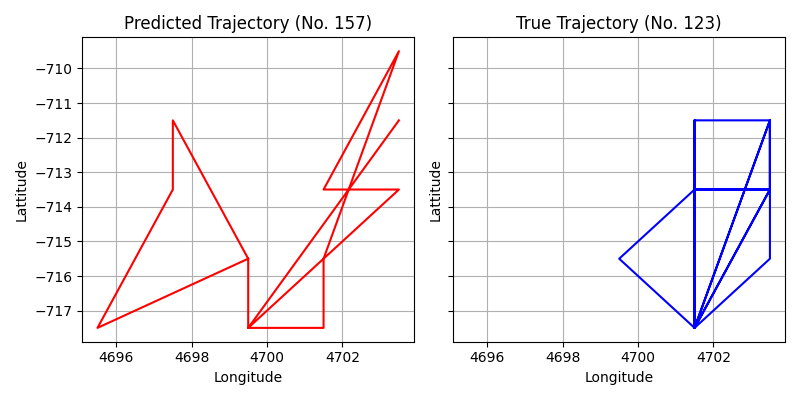 Predicted Trajectory (No. 157)
True Trajectory (No. 123)
−710
−711
−712
−713
−714
−715
−716
−717
Lattitude
Lattitude
4696 4698 4700 4702
4696 4698 4700 4702
Longitude
Longitude